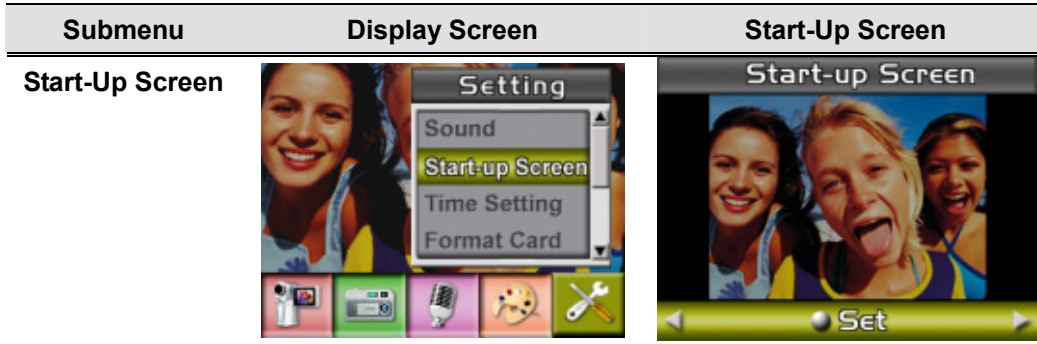 Submenu Display Screen Start-Up Screen
Start-Up Screen
Setting
Sound
Start-up Screen
Time Setting
Format Card
Start-up Screen
Set